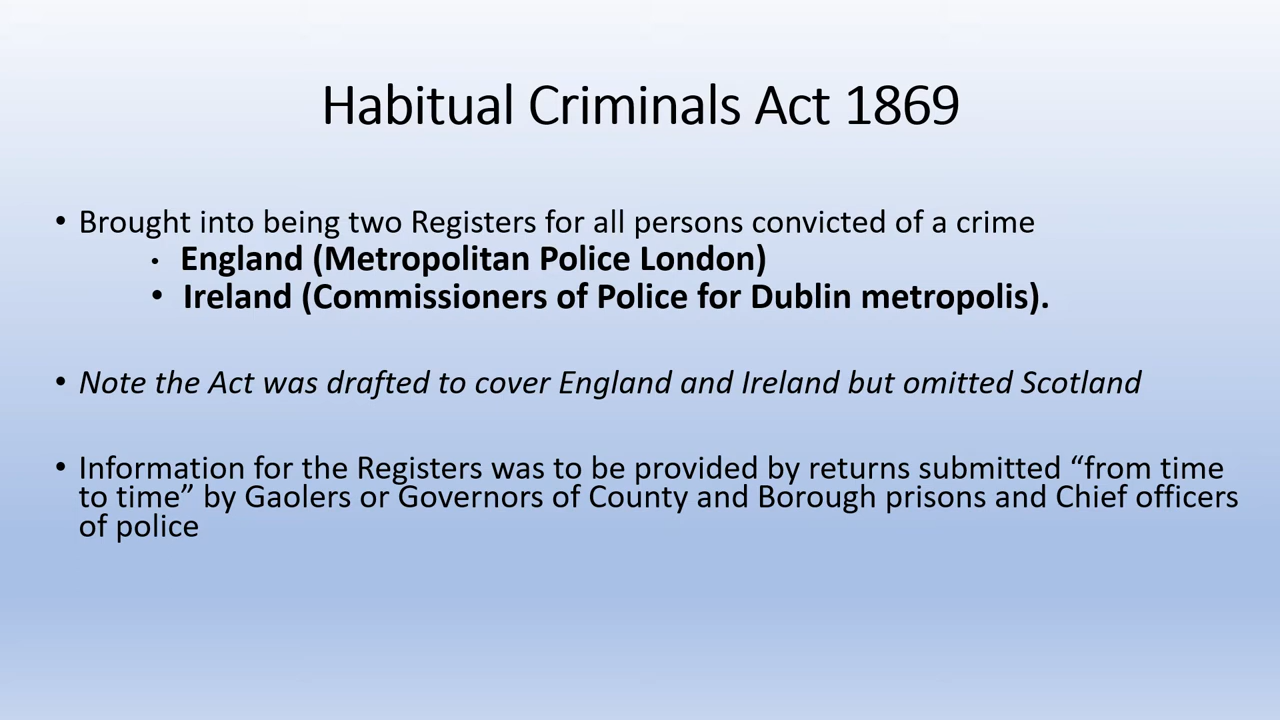 Habitual Criminals Act 1869
• Brought into being two Registers for all persons convicted of a crime
• England (Metropolitan Police London)
• Ireland (Commissioners of Police for Dublin metropolis).
• Note the Act was drafted to cover England and Ireland but omitted Scotland
• Information for the Registers was to be provided by returns submitted “from time
to time” by Gaolers or Governors of County and Borough prisons and Chief officers
of police